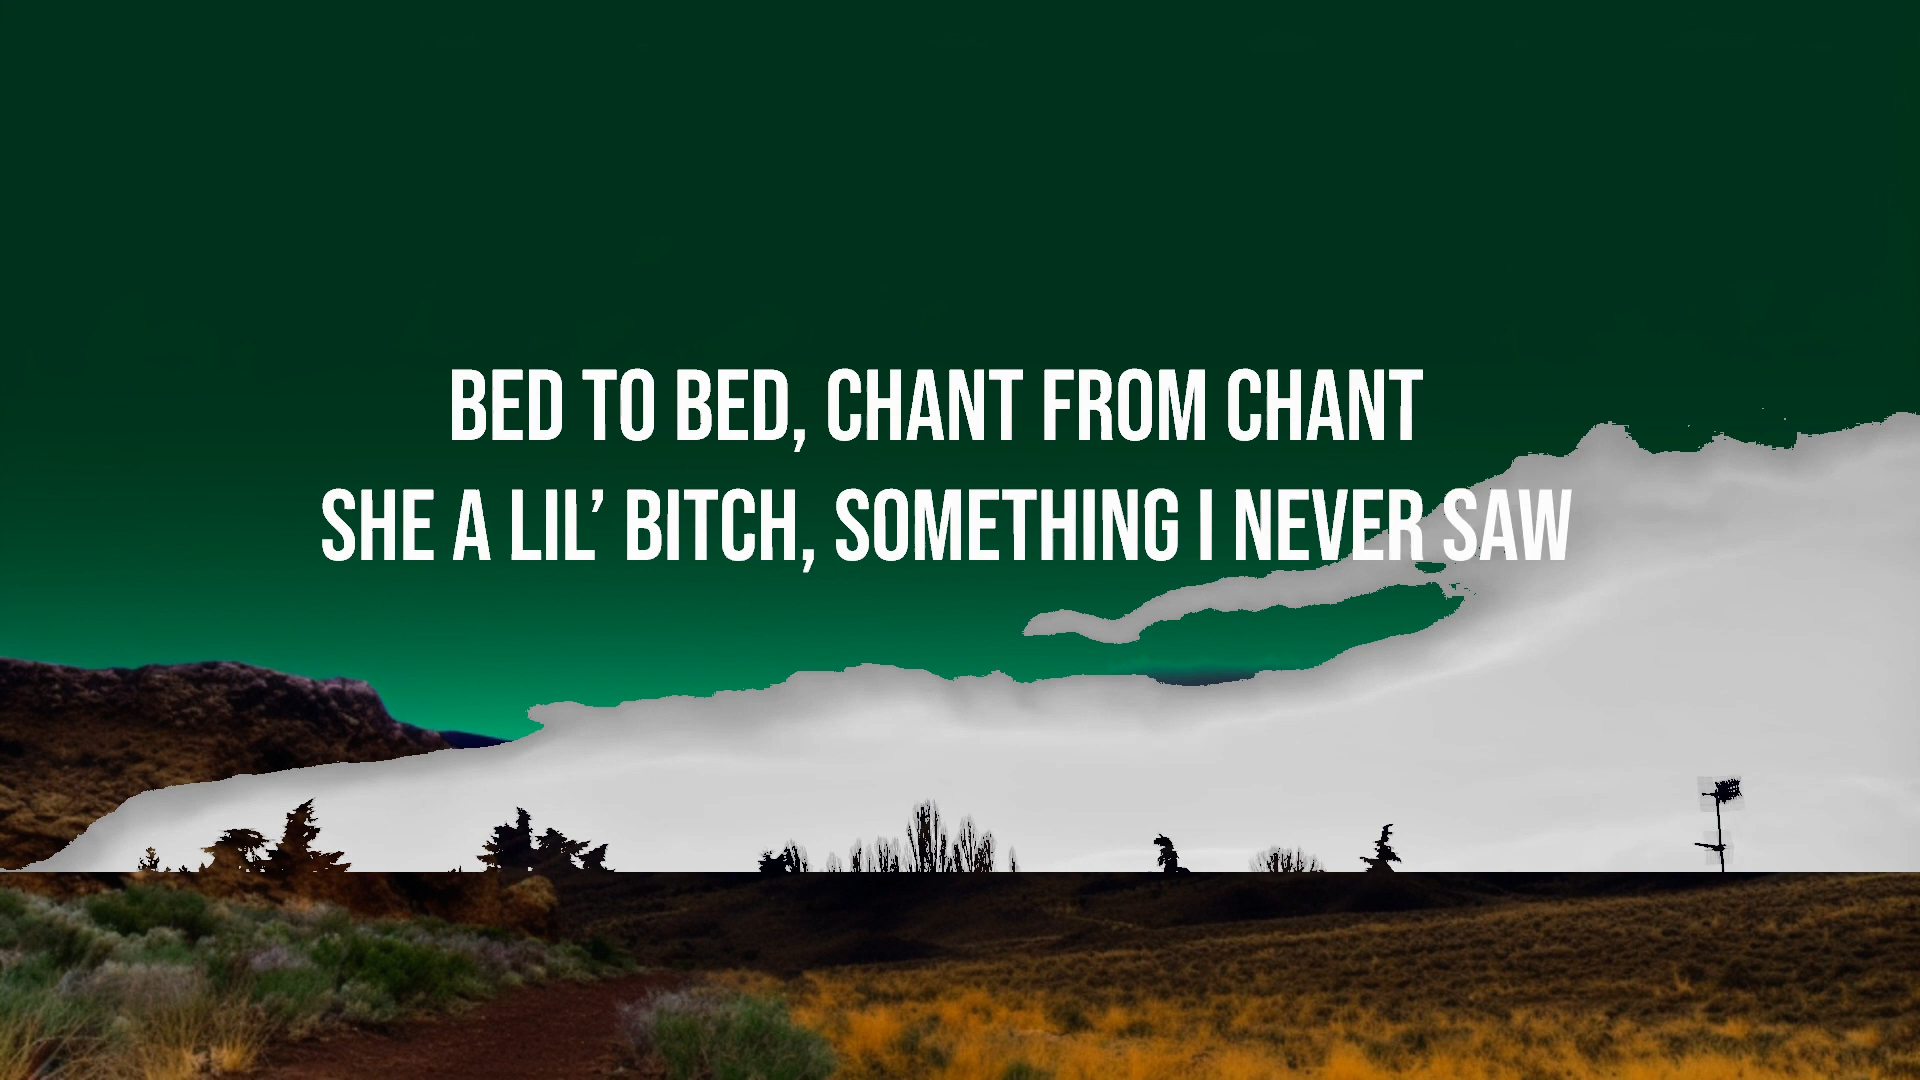 BED TO BED, CHANT FROM CHANT
SHE A LIL’ BITCH, SOMETHING I NEVER SAW